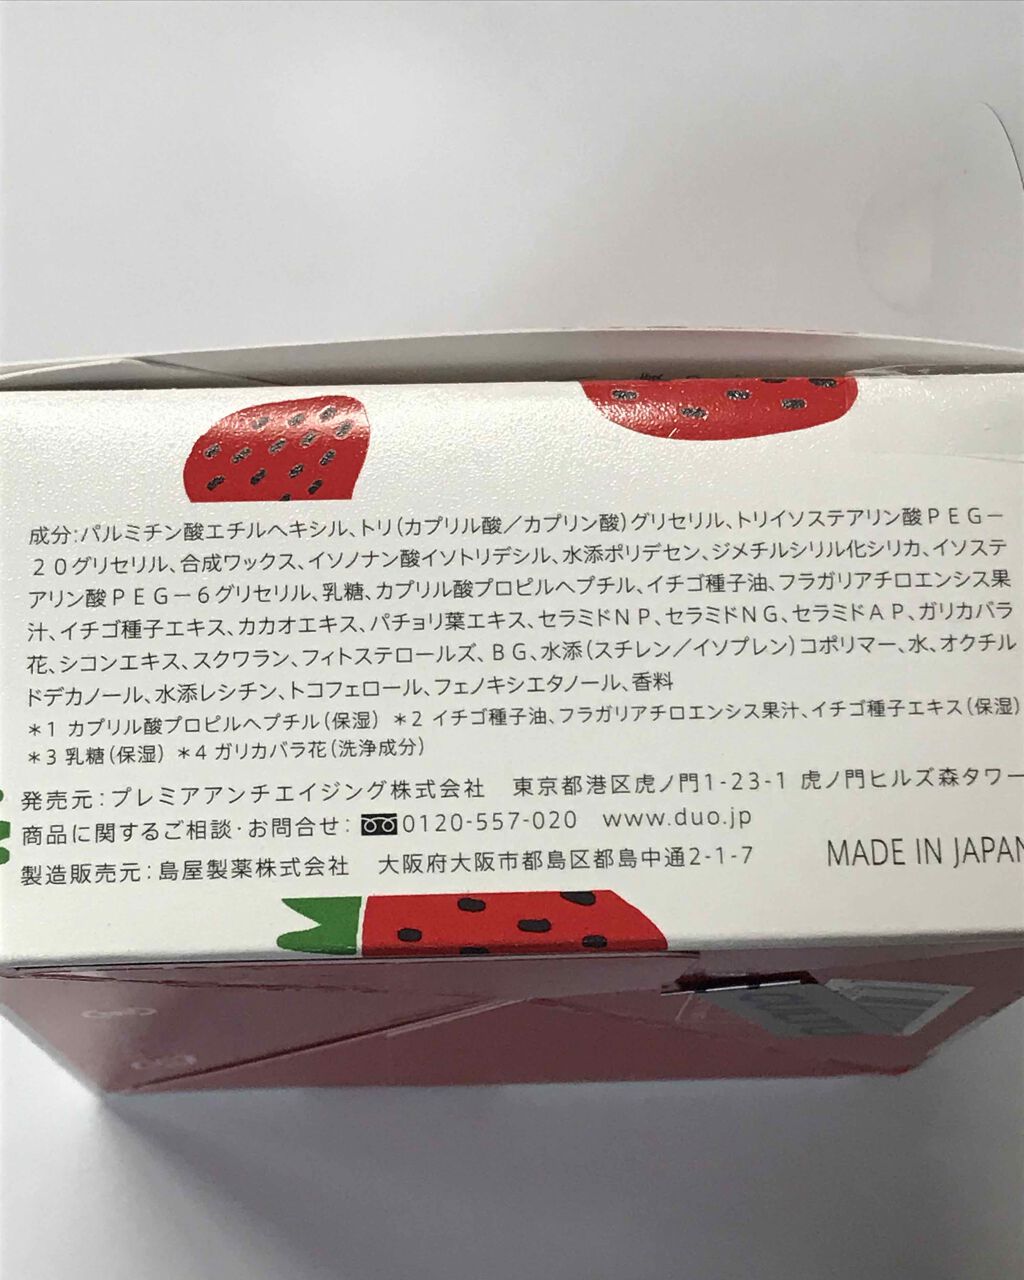 成分:パルミチン酸エチルヘキシル、トリ(カプリル酸/カプリン酸)グリセリル、トリイソステアリン酸PEG-
20グリセリル、合成ワックス、イソノナン酸イソトリデシル、水添ポリデセン、ジメチルシリル化シリカ、イソステ
アリン酸PEG-6グリセリル、乳糖、カプリル酸プロピルヘプチル、イチゴ種子油、フラガリアチロエンシス果
汁、イチゴ種子エキス、カカオエキス、パチョリ葉エキス、セラミドNP、セラミドNG、セラミドAP、ガリカバラ
花、シコンエキス、スクワラン、フィトステロールズ、BG、水添(スチレン/イソプレン)コポリマー、水、オクチル
ドデカノール、水添レシチン、トコフェロール、フェノキシエタノール、香料
*1 カプリル酸プロピルヘプチル(保湿) *2 イチゴ種子油、フラガリアチロエンシス果汁、イチゴ種子エキス(保湿)
*3 乳糖(保湿) *4 ガリカバラ花(洗浄成分)
発売元:プレミアアンチエイジング株式会社 東京都港区虎ノ門1-23-1 虎ノ門ヒルズ森タワー
商品に関するご相談・お問合せ: 0120-557-020 www.duo.jp
製造販売元:島屋製薬株式会社 大阪府大阪市都島区都島中通2-1-7 MADE IN JAPAN